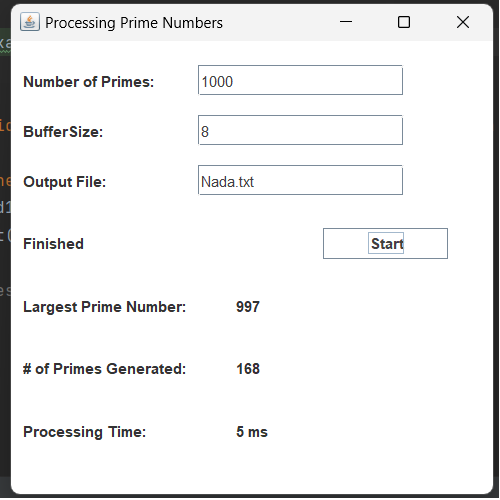 Processing Prime Numbers
Number of Primes: 1000
BufferSize: 8
Output File: Nada.txt
Finished Start
Largest Prime Number: 997
# of Primes Generated: 168
Processing Time: 5 ms